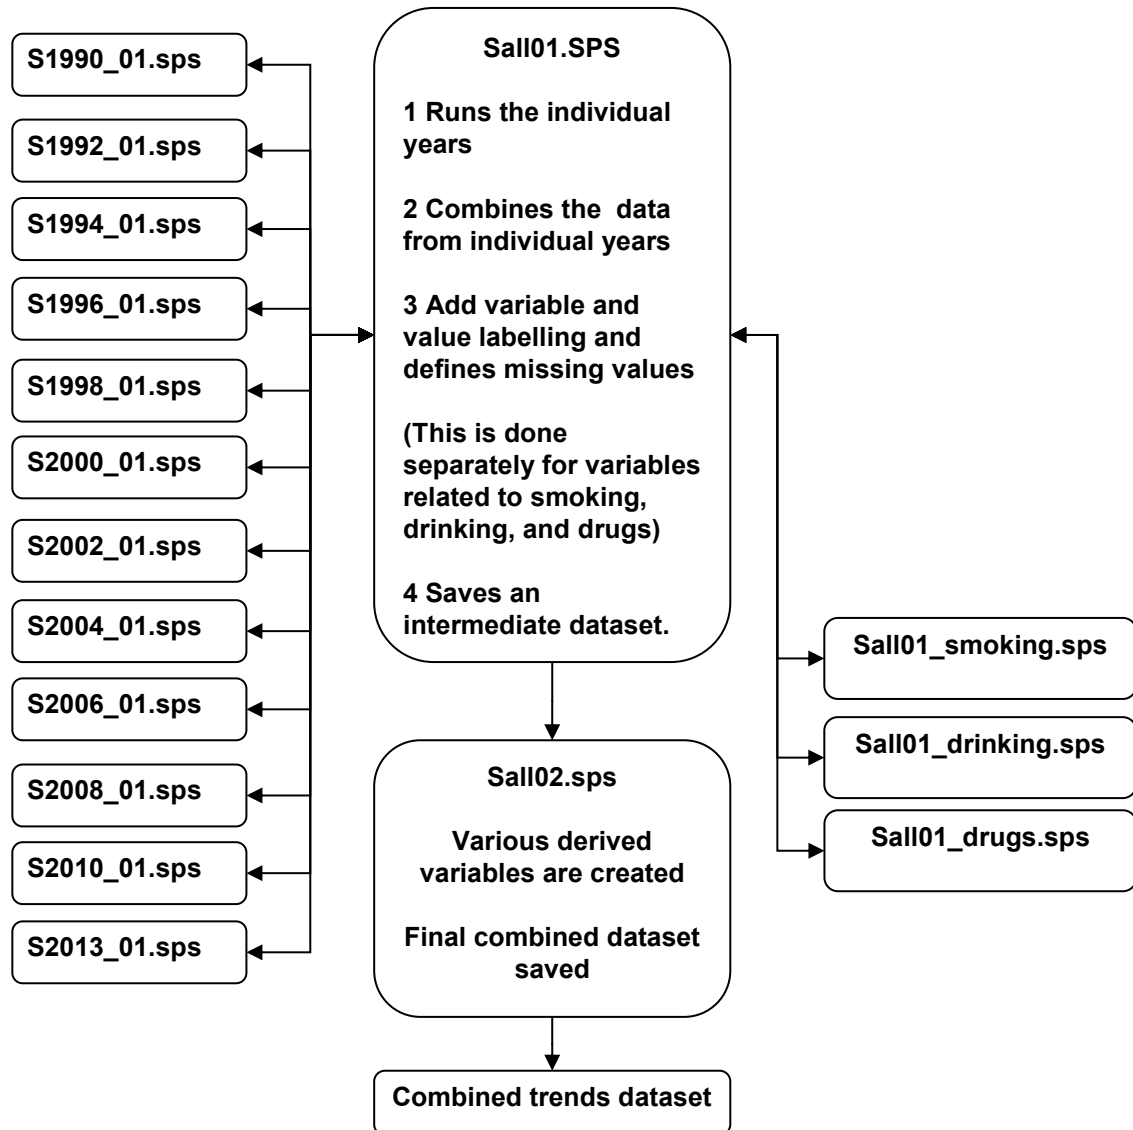 S1990_01.sps
S1992_01.sps
S1994_01.sps
S1996_01.sps
S1998_01.sps
S2000_01.sps
S2002_01.sps
S2004_01.sps
S2006_01.sps
S2008_01.sps
S2010_01.sps
S2013_01.sps
Sall01.SPS
1 Runs the individual
years
2 Combines the  data
from individual years
3 Add variable and
value labelling and
defines missing values
(This is done
separately for variables
related to smoking,
drinking, and drugs)
4 Saves an
intermediate dataset.
Sall02.sps
Various derived
variables are created
Final combined dataset
saved
Combined trends dataset
Sall01_smoking.sps
Sall01_drinking.sps
Sall01_drugs.sps